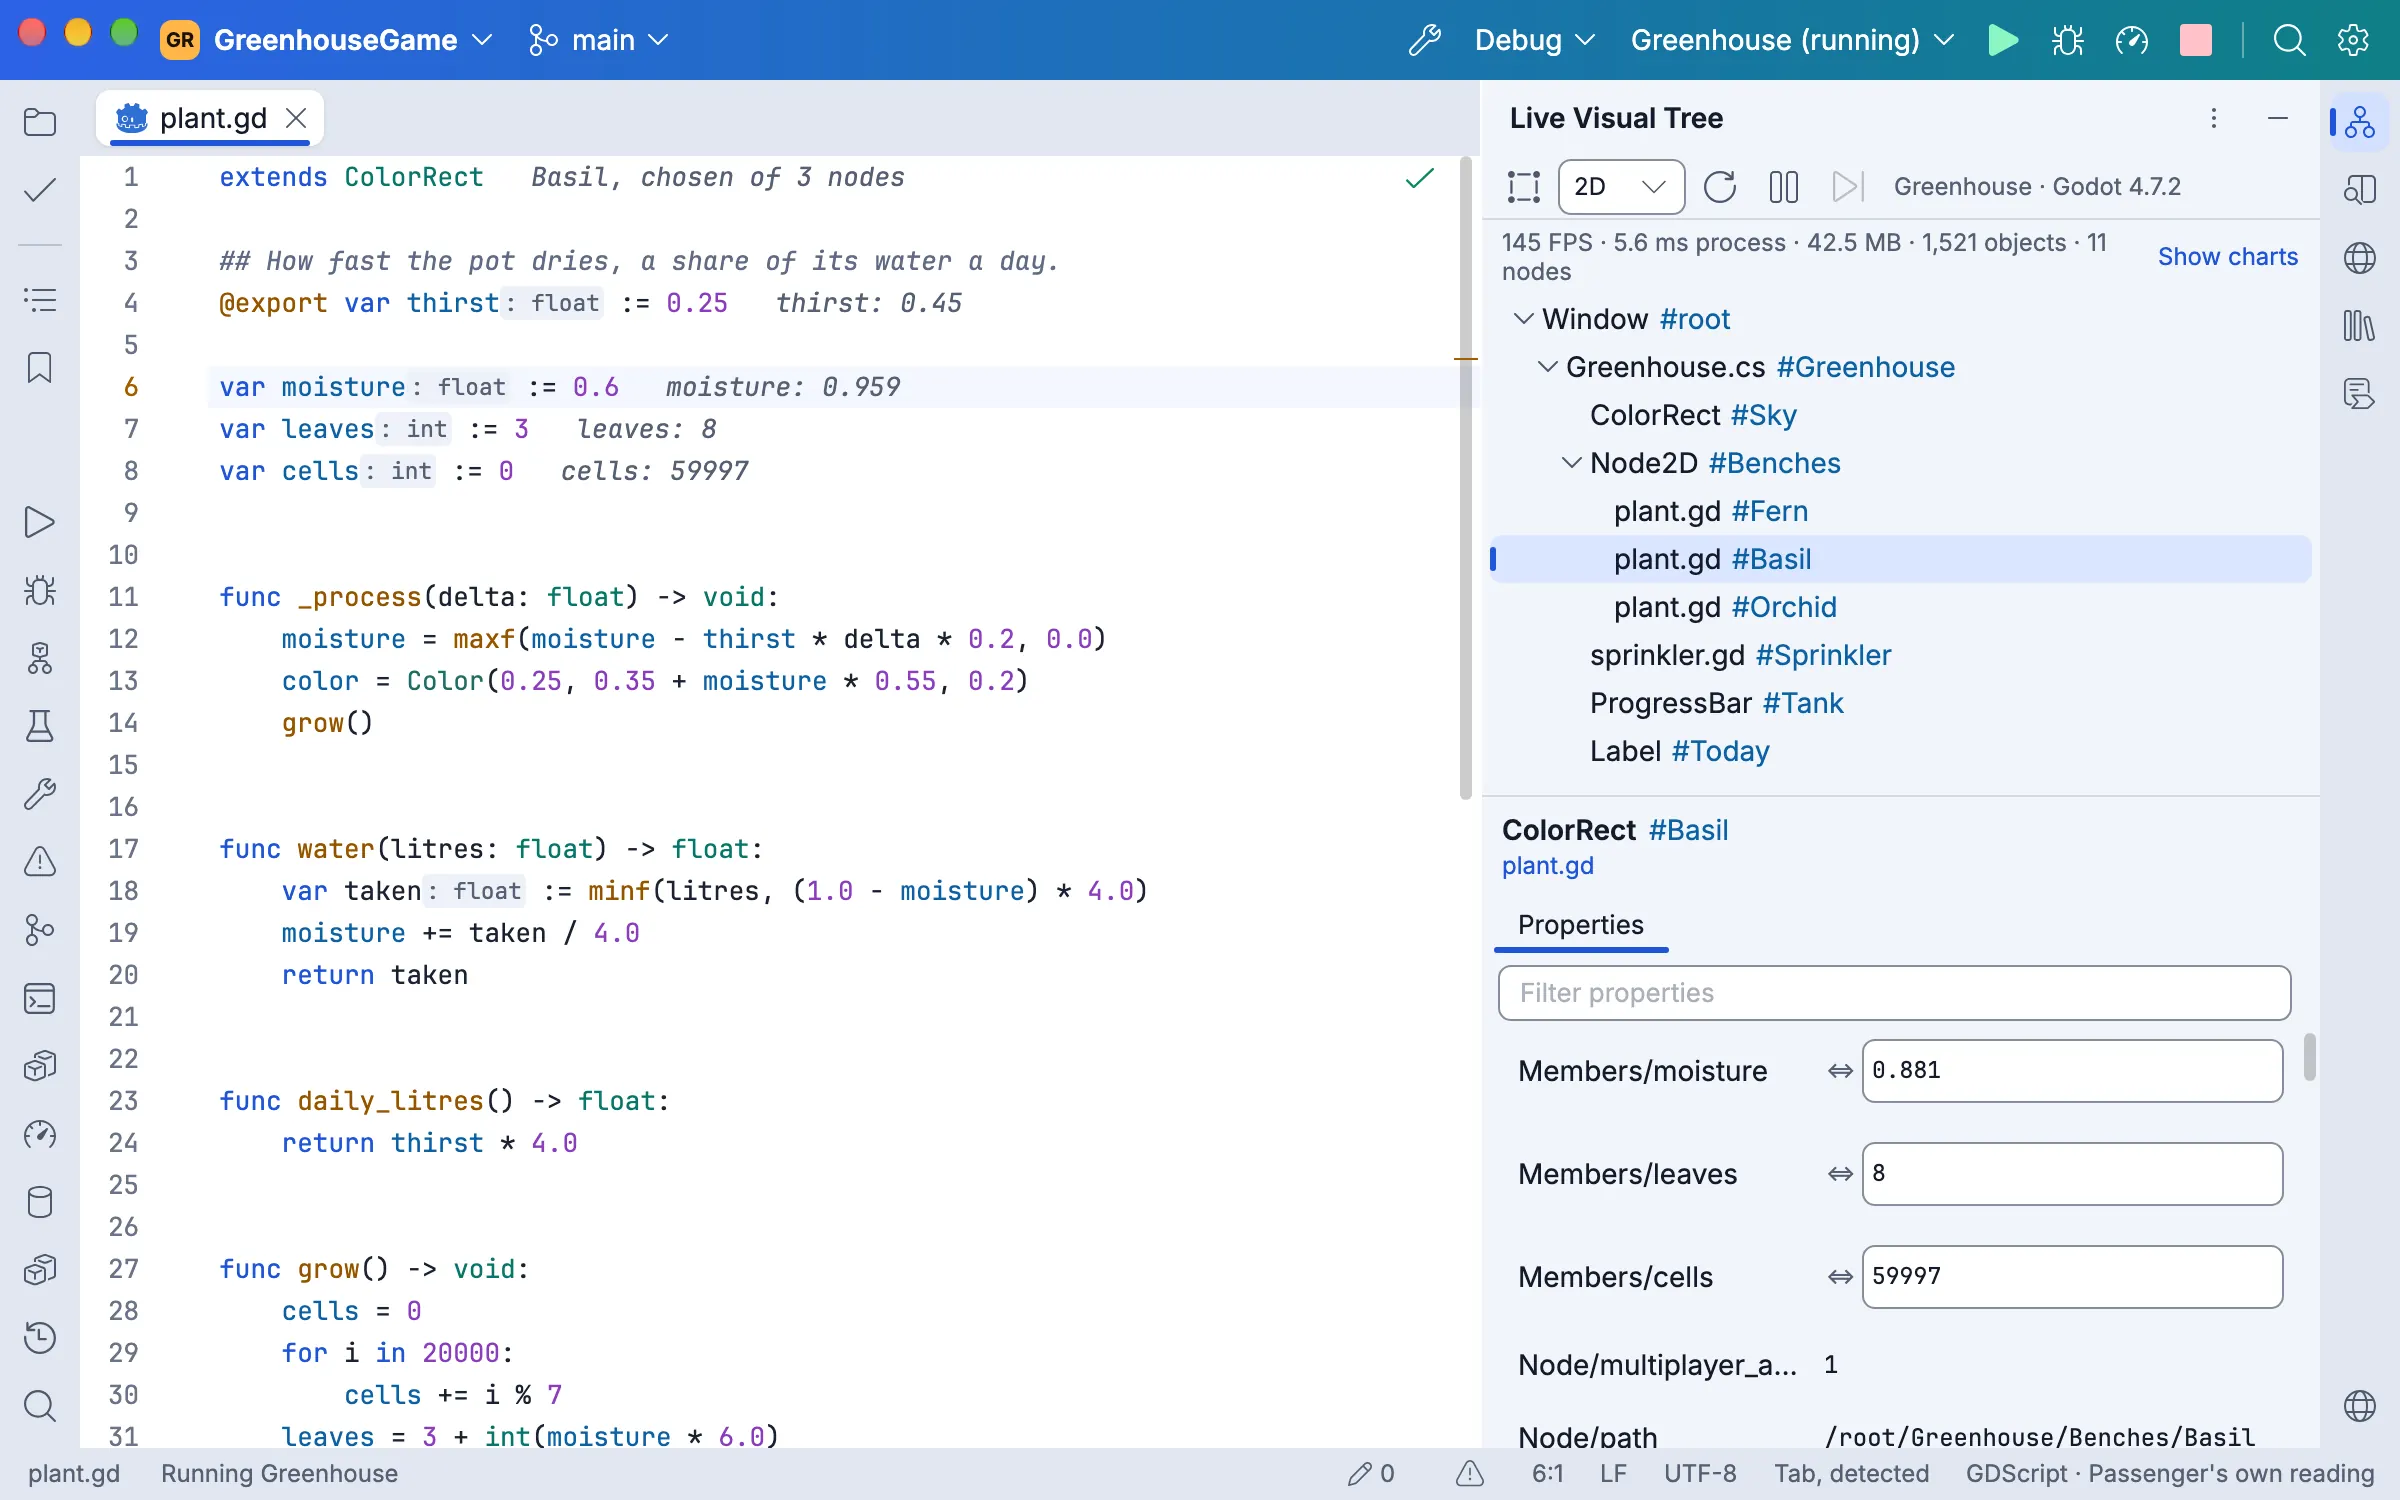 GR GreenhouseGame main Debug Greenhouse (running)
plant.gd
1 extends ColorRect Basil, chosen of 3 nodes
2
3 ## How fast the pot dries, a share of its water a day.
4 @export var thirst: float := 0.25 thirst: 0.45
5
6 var moisture: float := 0.6 moisture: 0.959
7 var leaves: int := 3 leaves: 8
8 var cells: int := 0 cells: 59997
9
10
11 func _process(delta: float) -> void:
12 moisture = maxf(moisture - thirst * delta * 0.2, 0.0)
13 color = Color(0.25, 0.35 + moisture * 0.55, 0.2)
14 grow()
15
16
17 func water(litres: float) -> float:
18 var taken: float := minf(litres, (1.0 - moisture) * 4.0)
19 moisture += taken / 4.0
20 return taken
21
22
23 func daily_litres() -> float:
24 return thirst * 4.0
25
26
27 func grow() -> void:
28 cells = 0
29 for i in 20000:
30 cells += i % 7
31 leaves = 3 + int(moisture * 6.0)
Live Visual Tree
2D Greenhouse · Godot 4.7.2
145 FPS · 5.6 ms process · 42.5 MB · 1,521 objects · 11
nodes
Show charts
Window #root
Greenhouse.cs #Greenhouse
ColorRect #Sky
Node2D #Benches
plant.gd #Fern
plant.gd #Basil
plant.gd #Orchid
sprinkler.gd #Sprinkler
ProgressBar #Tank
Label #Today
ColorRect #Basil
plant.gd
Properties
Filter properties
Members/moisture 0.881
Members/leaves 8
Members/cells 59997
Node/multiplayer_a... 1
Node/path /root/Greenhouse/Benches/Basil
plant.gd Running Greenhouse 0 6:1 LF UTF-8 Tab, detected GDScript · Passenger's own reading